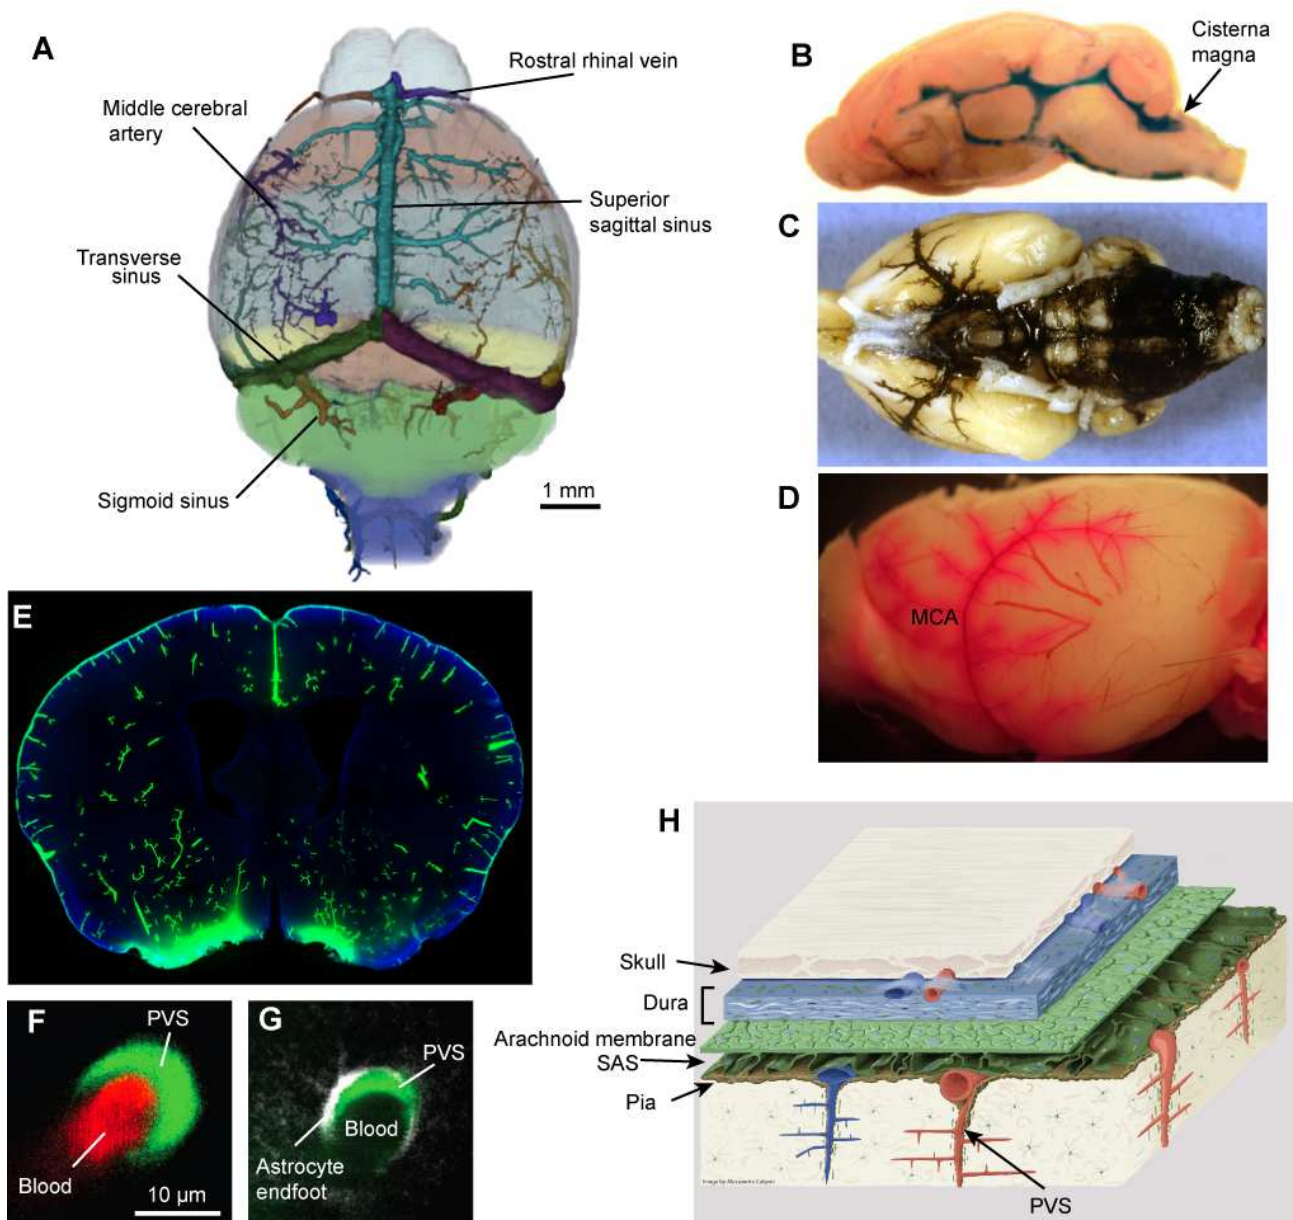 A
Rostral rhinal vein
Middle cerebral
artery
Superior
sagittal sinus
Transverse
sinus
Sigmoid sinus
1 mm
B
Cisterna
magna
C
D
MCA
E
F
PVS
Blood
10 µm
G
PVS
Blood
Astrocyte
endfoot
H
Skull
Dura
Arachnoid membrane
SAS
Pia
PVS